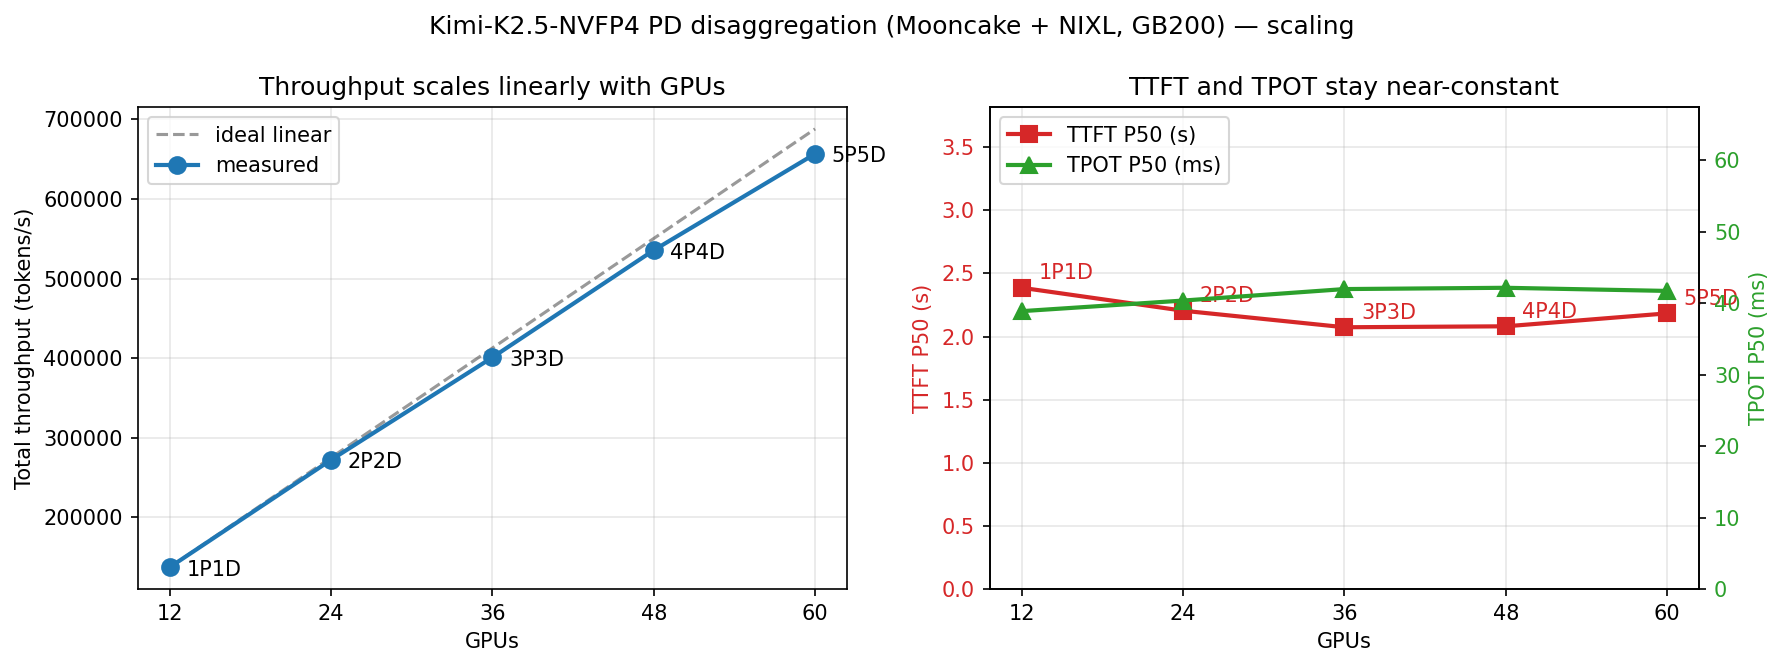 Kimi-K2.5-NVFP4 PD disaggregation (Mooncake + NIXL, GB200) — scaling
Throughput scales linearly with GPUs
ideal linear
measured
Total throughput (tokens/s)
700000
600000
500000
400000
300000
200000
1P1D
2P2D
3P3D
4P4D
5P5D
12 24 36 48 60
GPUs
TTFT and TPOT stay near-constant
TTFT P50 (s)
TPOT P50 (ms)
TTFT P50 (s)
3.5
3.0
2.5
2.0
1.5
1.0
0.5
0.0
1P1D
2P2D
3P3D
4P4D
5P5D
60
50
40
30
20
10
0
TPOT P50 (ms)
12 24 36 48 60
GPUs